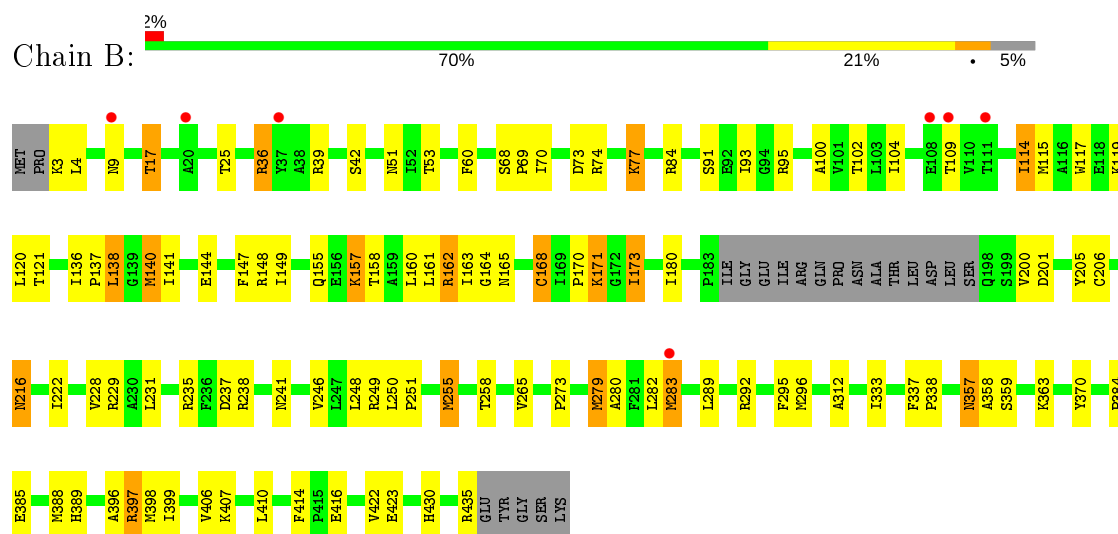 2%
Chain B:
70% 21% • 5%
MET PRO K3 L4 N9 T17 A20 T25 R36 Y37 A38 R39 S42 N51 I52 T53 F60 S68 P69 I70 D73 R74 K77 R84 S91 E92 I93 G94 R95 A100 V101 T102 L103 I104 E108 T109 V110 T111 I114 M115 A116 W117 E118 K119
L120 T121 I136 P137 L138 G139 M140 I141 E144 F147 R148 I149 Q155 E156 K157 T158 A159 L160 L161 R162 I163 G164 N165 C168 I169 P170 K171 G172 I173 I180 P183 ILE GLY GLU ILE ARG GLN PRO ASN ALA THR LEU ASP LEU SER Q198 S199 V200 D201 Y205 C206
N216 I222 V228 R229 A230 L231 R235 F236 D237 R238 N241 V246 L247 L248 R249 L250 P251 M255 T258 V265 P273 M279 A280 F281 L282 M283 L289 R292 F295 M296 A312 I333 F337 P338 N357 A358 S359 K363 Y370
E385 M388 H389 A396 R397 M398 I399 V406 K407 L410 F414 P415 E416 V422 E423 H430 R435 GLU TYR GLY SER LYS